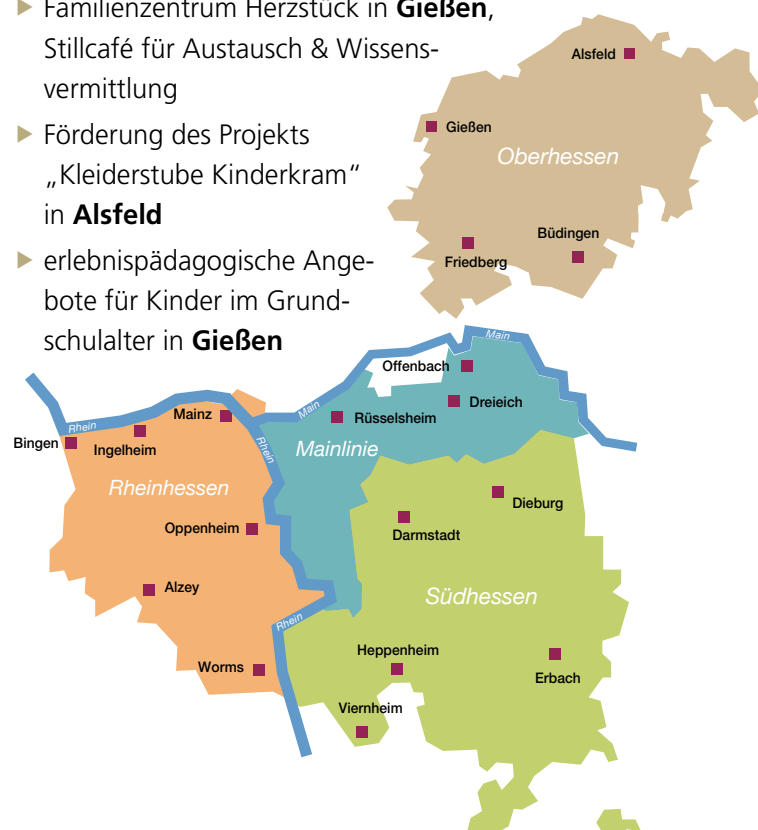 ▶ Familienzentrum Herzstück in Gießen,
Stillcafé für Austausch & Wissens-
vermittlung
▶ Förderung des Projekts
„Kleiderstube Kinderkram“
in Alsfeld
▶ erlebnispädagogische Ange-
bote für Kinder im Grund-
schulalter in Gießen
Alsfeld
Gießen
Oberhessen
Büdingen
Friedberg
Main
Offenbach
Dreieich
Main
Rüsselsheim
Mainz
Rhein
Bingen
Ingelheim
Rhein
Mainlinie
Rheinhessen
Dieburg
Oppenheim
Darmstadt
Alzey
Südhessen
Rhein
Heppenheim
Worms
Erbach
Viernheim